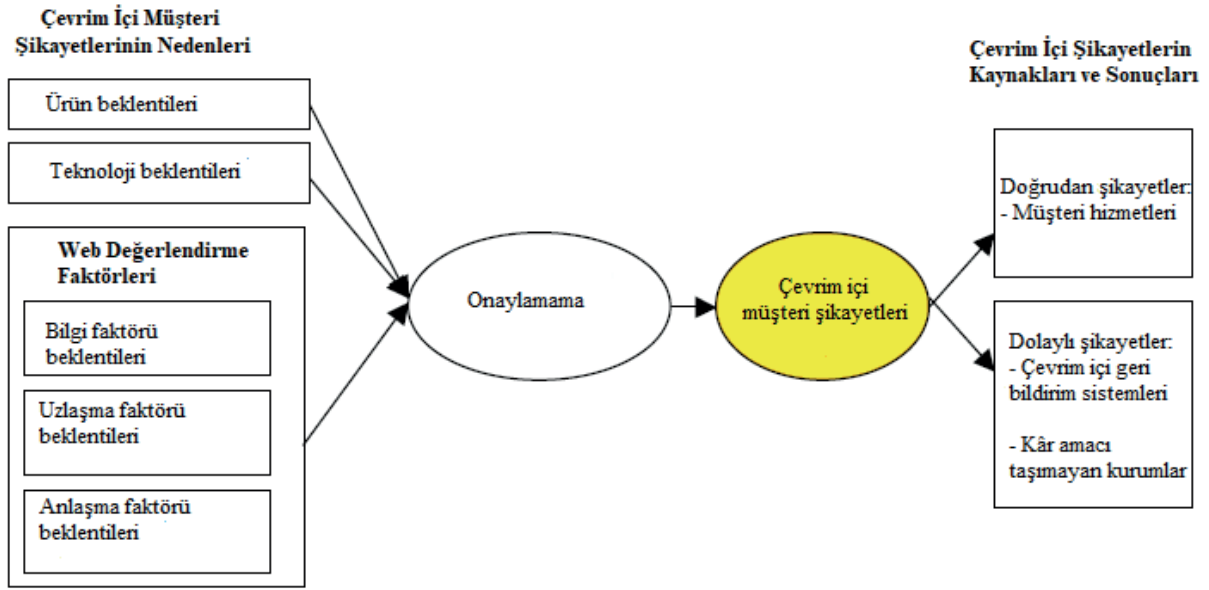 Çevrim İçi Müşteri
Şikayetlerinin Nedenleri
Ürün beklentileri
Teknoloji beklentileri
Web Değerlendirme
Faktörleri
Bilgi faktörü
beklentileri
Uzlaşma faktörü
beklentileri
Anlaşma faktörü
beklentileri
Onaylamama
Çevrim içi
müşteri şikayetleri
Çevrim İçi Şikayetlerin
Kaynakları ve Sonuçları
Doğrudan şikayetler:
- Müşteri hizmetleri
Dolaylı şikayetler:
- Çevrim içi geri
bildirim sistemleri
- Kâr amacı
taşımayan kurumlar